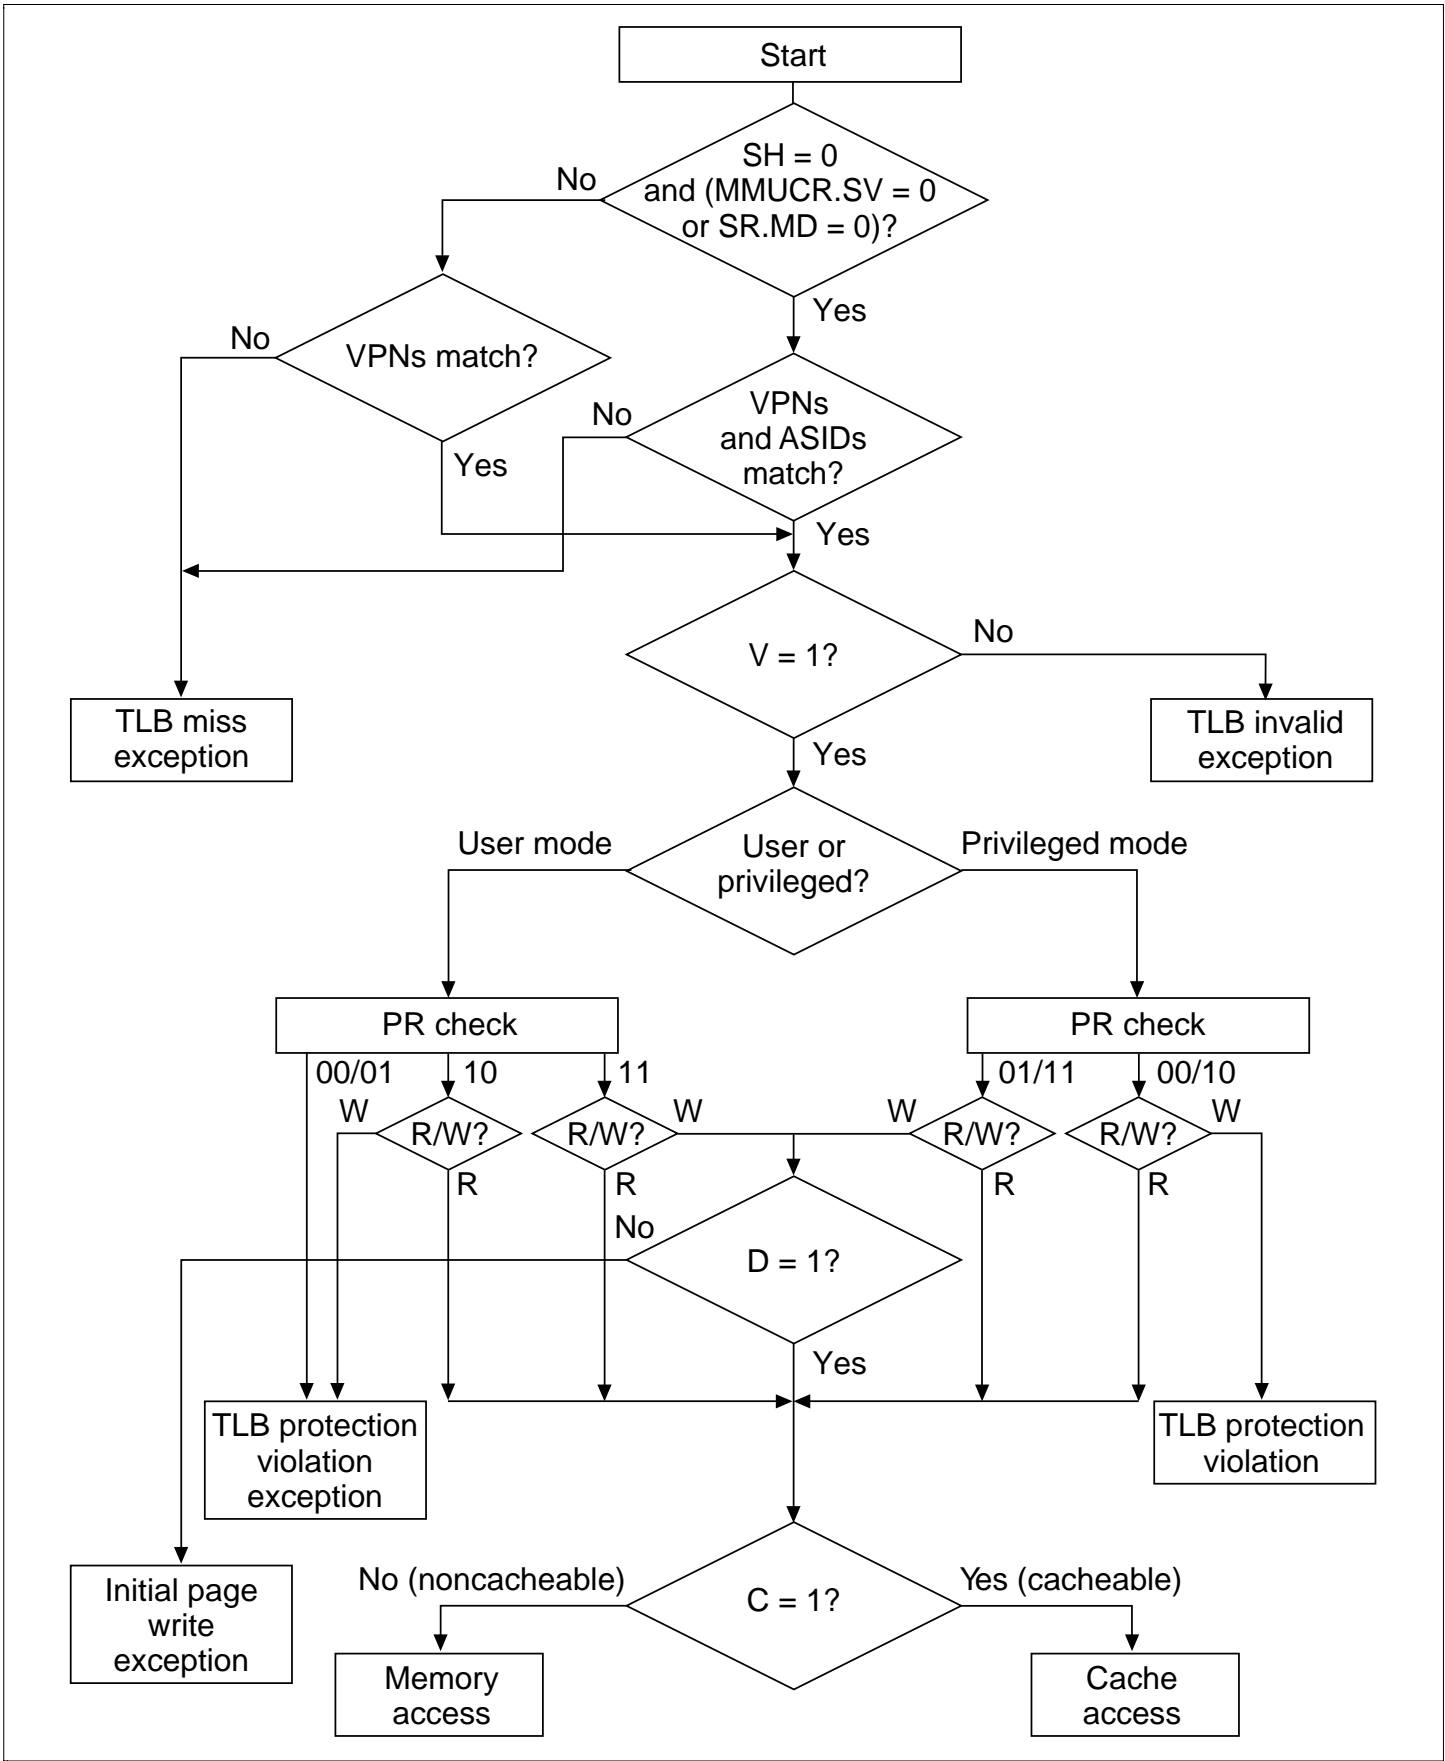 Start
SH = 0
and (MMUCR.SV = 0
or SR.MD = 0)?
No
Yes
VPNs match?
No
Yes
VPNs
and ASIDs
match?
No
Yes
V = 1?
No
Yes
TLB miss
exception
TLB invalid
exception
User or
privileged?
User mode
Privileged mode
PR check
PR check
00/01
10
11
01/11
00/10
W
R/W?
R/W?
W
W
R/W?
R/W?
W
R
R
R
R
No
D = 1?
Yes
TLB protection
violation
exception
TLB protection
violation
No (noncacheable)
C = 1?
Yes (cacheable)
Initial page
write
exception
Memory
access
Cache
access